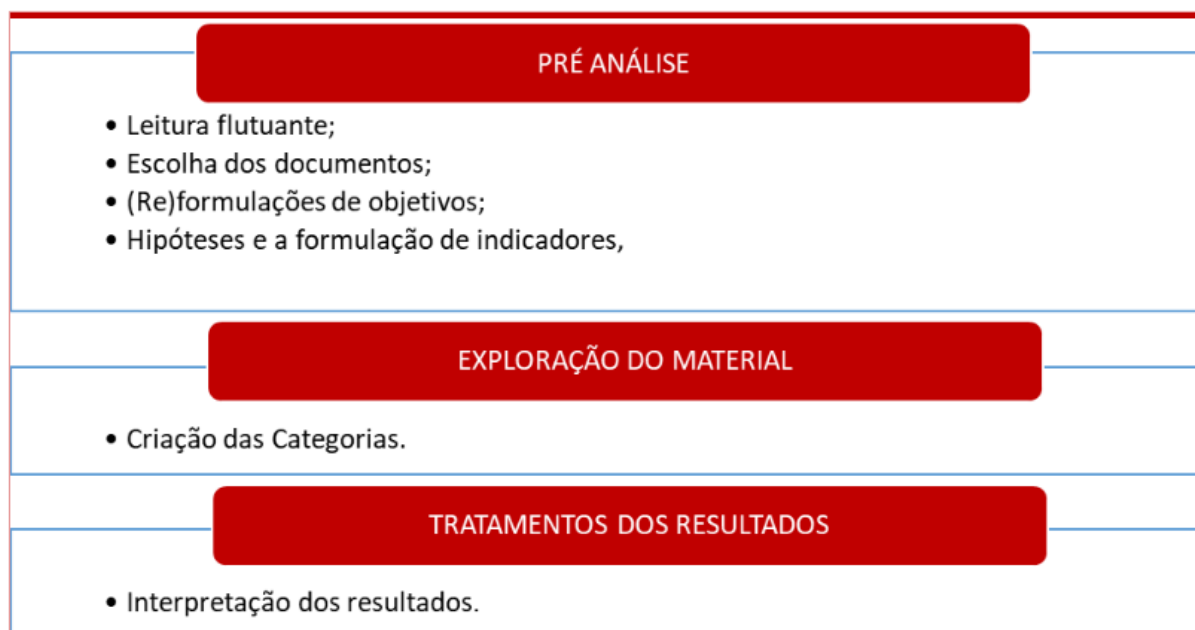 PRÉ ANÁLISE
• Leitura flutuante;
• Escolha dos documentos;
• (Re)formulações de objetivos;
• Hipóteses e a formulação de indicadores,
EXPLORAÇÃO DO MATERIAL
• Criação das Categorias.
TRATAMENTOS DOS RESULTADOS
• Interpretação dos resultados.